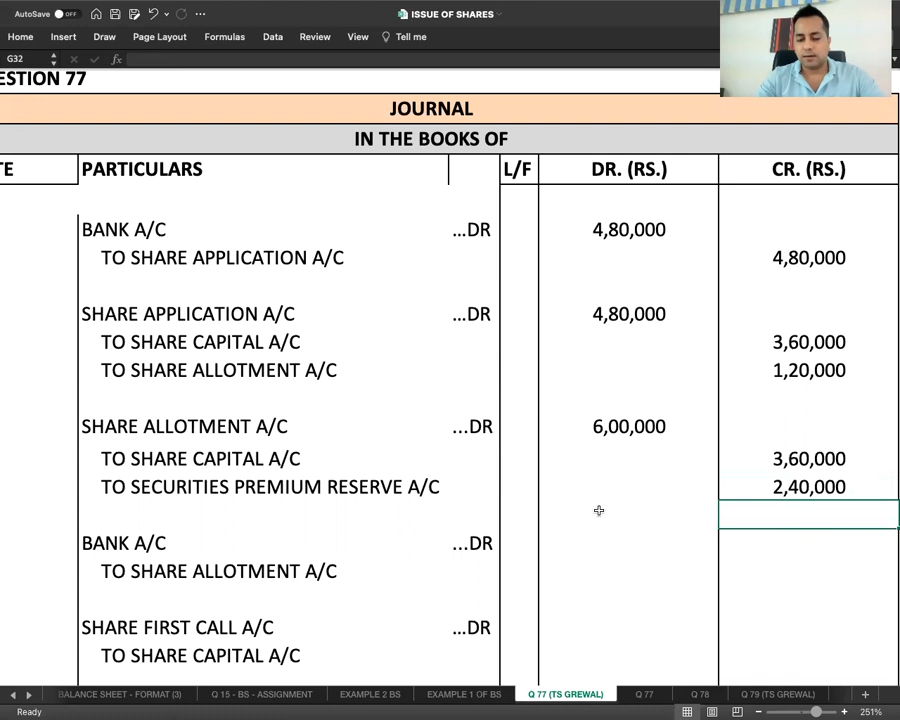 AutoSave OFF ISSUE OF SHARES
Home Insert Draw Page Layout Formulas Data Review View Tell me
G32 fx
ESTION 77
JOURNAL
IN THE BOOKS OF
TE PARTICULARS L/F DR. (RS.) CR. (RS.)
BANK A/C ...DR 4,80,000
TO SHARE APPLICATION A/C 4,80,000
SHARE APPLICATION A/C ...DR 4,80,000
TO SHARE CAPITAL A/C 3,60,000
TO SHARE ALLOTMENT A/C 1,20,000
SHARE ALLOTMENT A/C ...DR 6,00,000
TO SHARE CAPITAL A/C 3,60,000
TO SECURITIES PREMIUM RESERVE A/C 2,40,000
BANK A/C ...DR
TO SHARE ALLOTMENT A/C
SHARE FIRST CALL A/C ...DR
TO SHARE CAPITAL A/C
BALANCE SHEET - FORMAT (3) Q 15 - BS - ASSIGNMENT EXAMPLE 2 BS EXAMPLE 1 OF BS Q 77 (TS GREWAL) Q 77 Q 78 Q 79 (TS GREWAL) +
Ready 251%